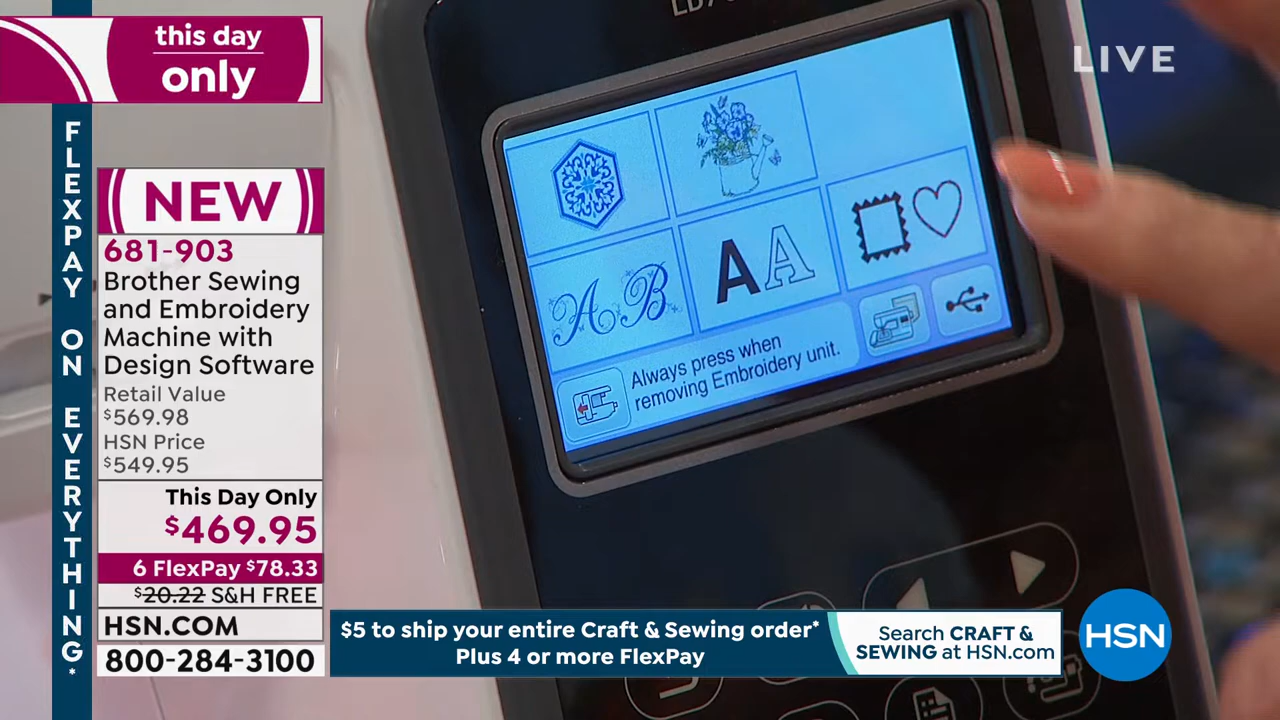 this day
only
FLEXPAY ON EVERYTHING*
NEW
681-903
Brother Sewing
and Embroidery
Machine with
Design Software
Retail Value
$569.98
HSN Price
$549.95
This Day Only
$469.95
6 FlexPay $78.33
$20.22 S&H FREE
HSN.COM
800-284-3100
LIVE
AB
AA
Always press when
removing Embroidery unit.
$5 to ship your entire Craft & Sewing order*
Plus 4 or more FlexPay
Search CRAFT &
SEWING at HSN.com
HSN